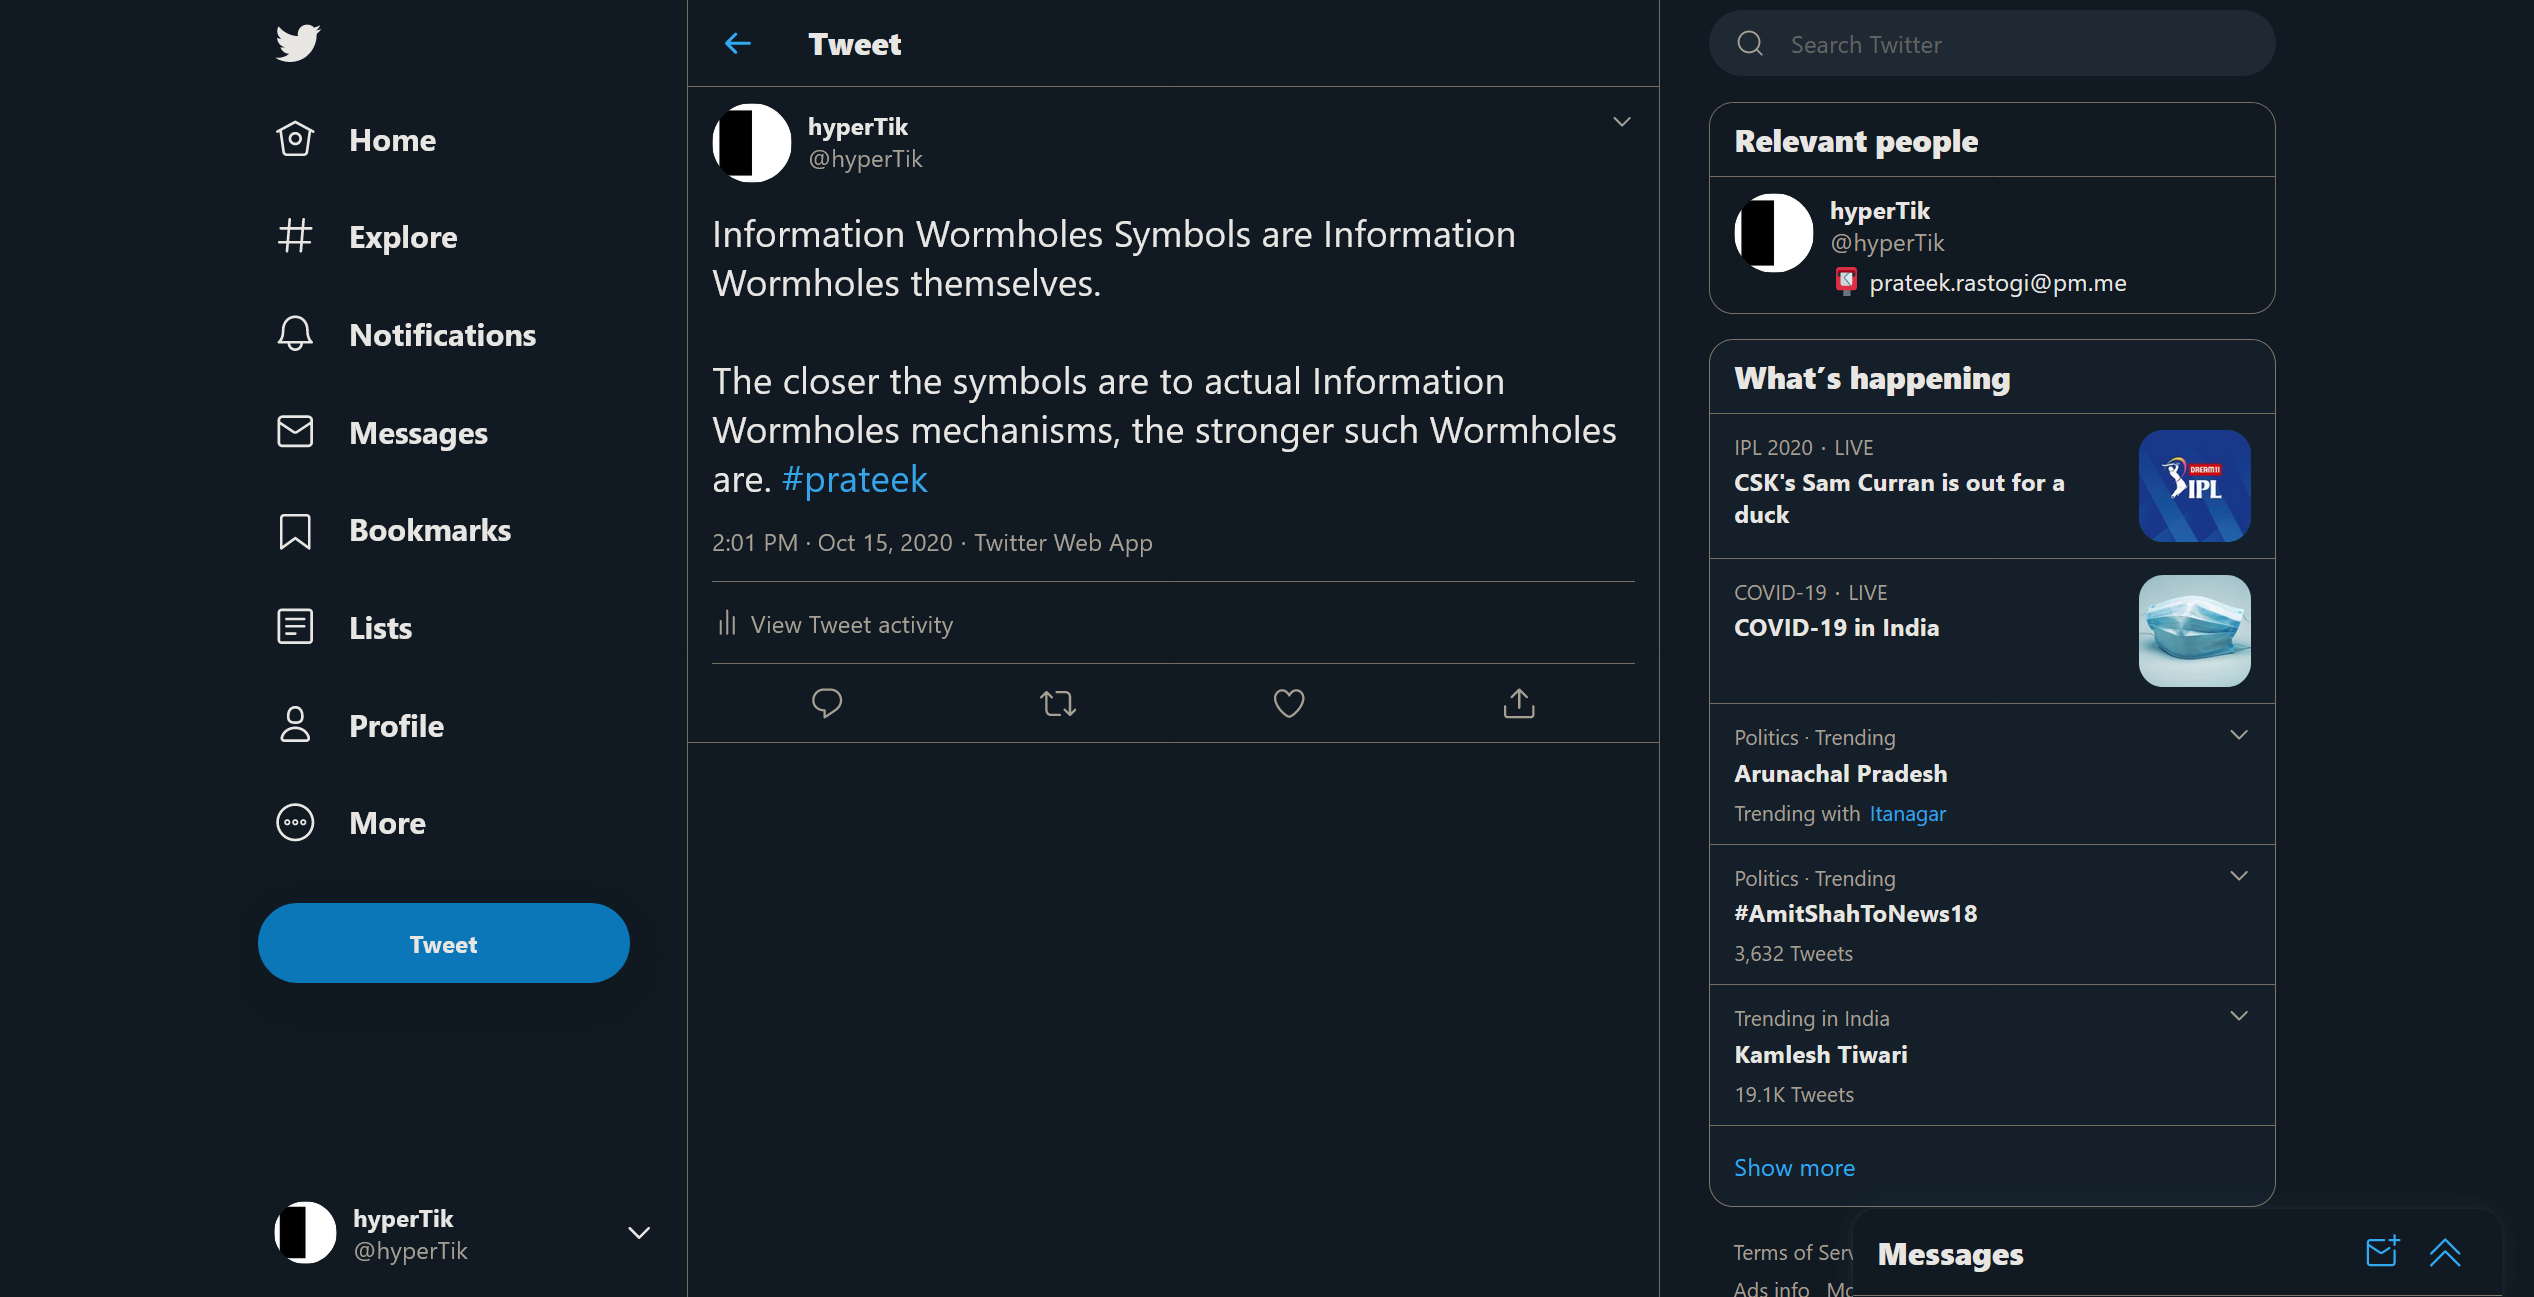 Home
Explore
Notifications
Messages
Bookmarks
Lists
Profile
More
Tweet
hyperTik
@hyperTik
Tweet
hyperTik
@hyperTik
Information Wormholes Symbols are Information
Wormholes themselves.
The closer the symbols are to actual Information
Wormholes mechanisms, the stronger such Wormholes
are. #prateek
2:01 PM · Oct 15, 2020 · Twitter Web App
View Tweet activity
Search Twitter
Relevant people
hyperTik
@hyperTik
prateek.rastogi@pm.me
What's happening
IPL 2020 · LIVE
CSK's Sam Curran is out for a
duck
DREAM11
IPL
COVID-19 · LIVE
COVID-19 in India
Politics · Trending
Arunachal Pradesh
Trending with Itanagar
Politics · Trending
#AmitShahToNews18
3,632 Tweets
Trending in India
Kamlesh Tiwari
19.1K Tweets
Show more
Terms of Serv
Ads info Mo
Messages